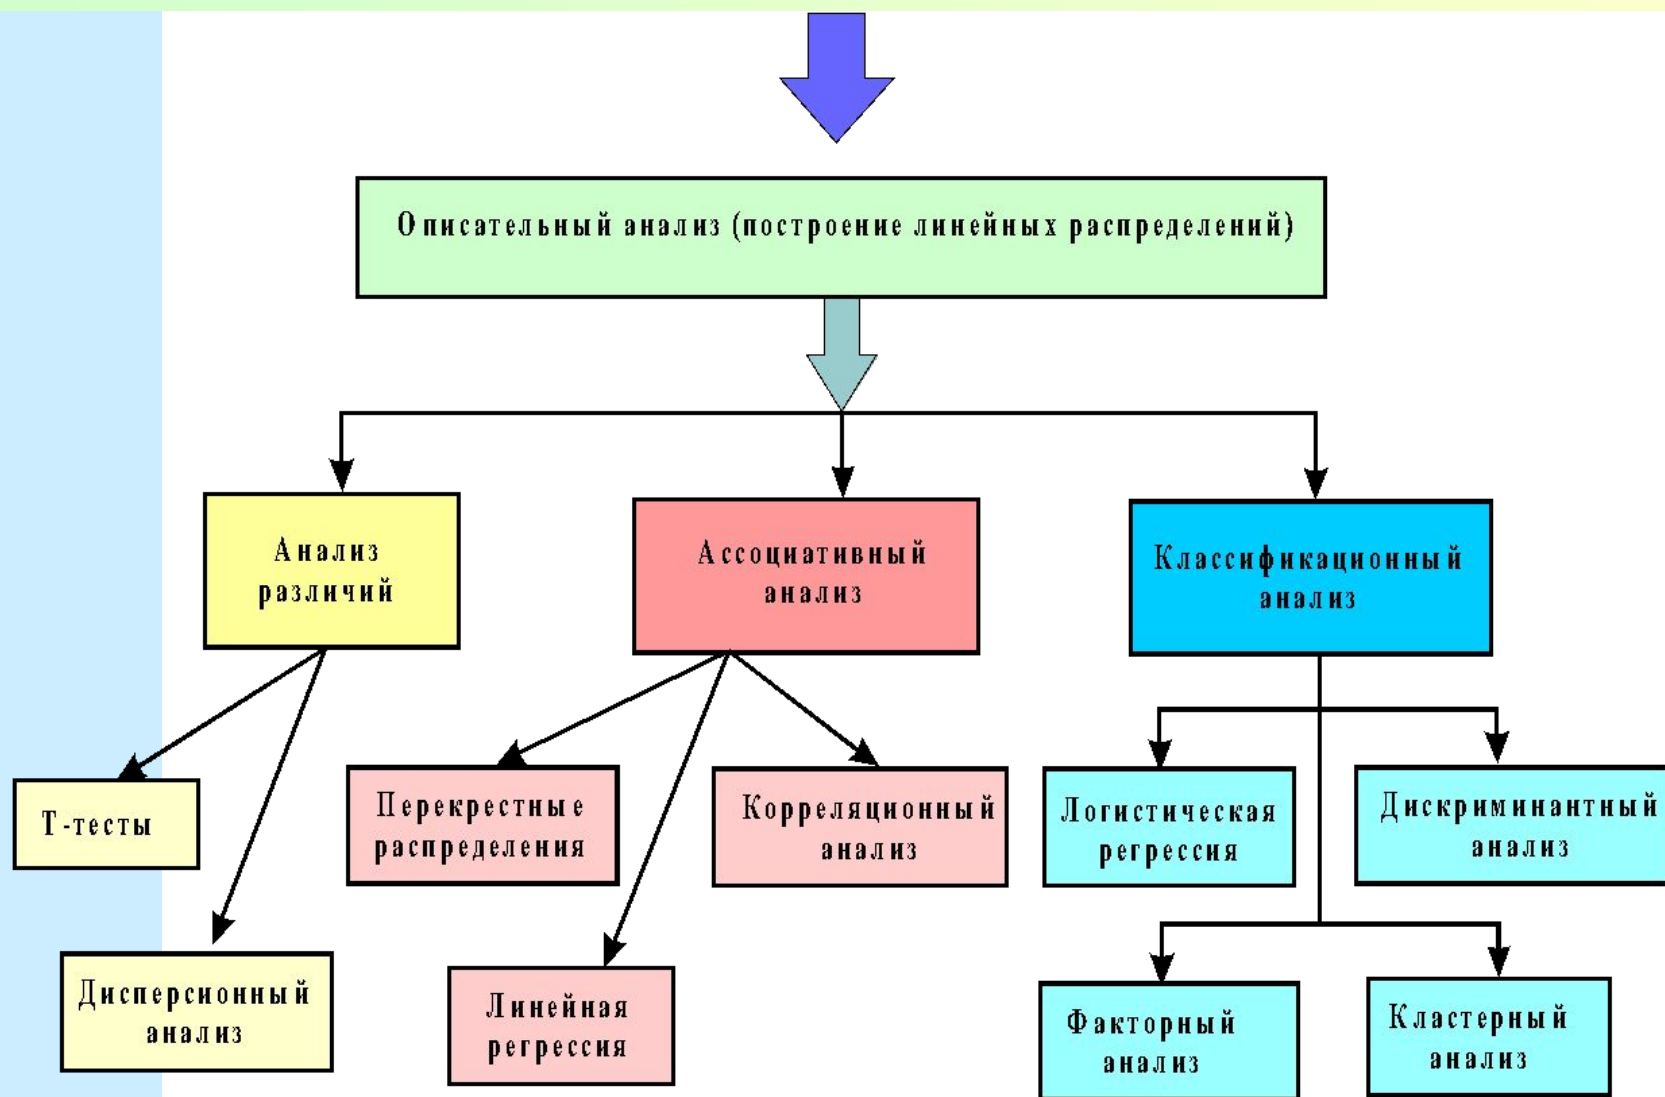 Описательный анализ (построение линейных распределений)
Анализ
различий
Ассоциативный
анализ
Классификационный
анализ
Т-тесты
Перекрестные
распределения
Корреляционный
анализ
Логистическая
регрессия
Дискриминантный
анализ
Дисперсионный
анализ
Линейная
регрессия
Факторный
анализ
Кластерный
анализ